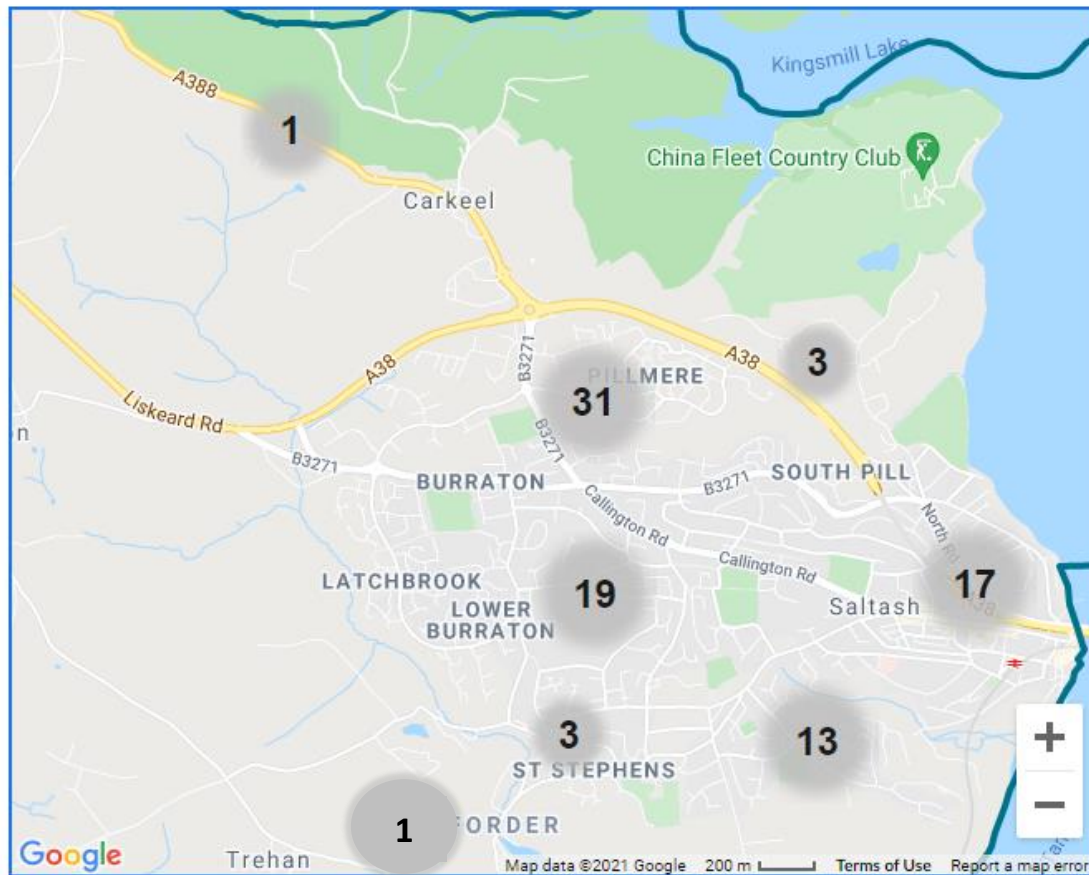 Kingsmill Lake
A388
1
China Fleet Country Club
Carkeel
A38
3
B3271
A38
PILLMERE
31
Liskeard Rd
n
B3271
B3271
BURRATON
B3271
SOUTH PILL
Callington Rd
North Rd
Callington Rd
17
LATCHBROOK
19
A38
Saltash
LOWER
BURRATON
3
13
+
ST STEPHENS
−
1
FORDER
Google
Trehan
Map data ©2021 Google 200 m Terms of Use Report a map error